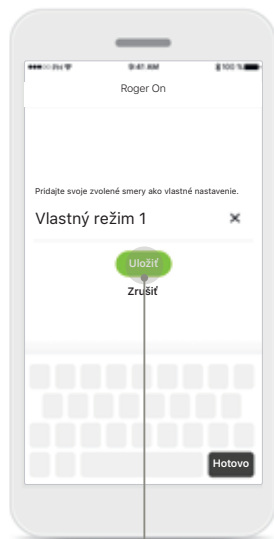 9:41 AM 100 %
Roger On
Pridajte svoje zvolené smery ako vlastné nastavenie.
Vlastný režim 1
Uložiť
Zrušiť
Hotovo